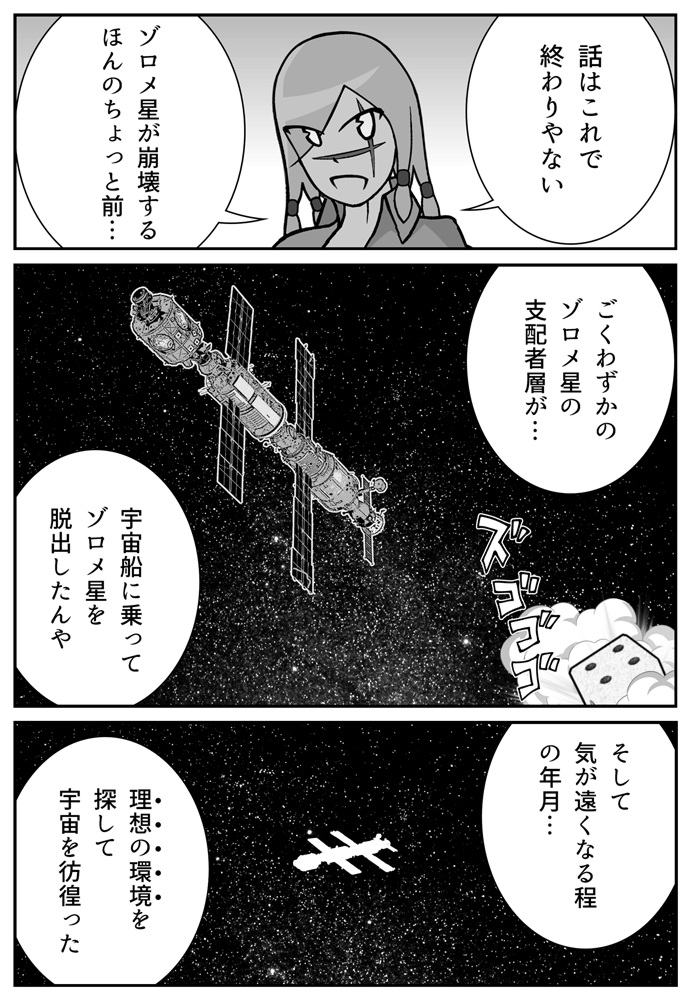 話はこれで
終わりやない
ゾロメ星が崩壊する
ほんのちょっと前…
ごくわずかの
ゾロメ星の
支配者層が…
宇宙船に乗って
ゾロメ星を
脱出したんや
ズゴゴゴゴ
そして
気が遠くなる程
の年月…
理想の環境を
探して
宇宙を彷徨った